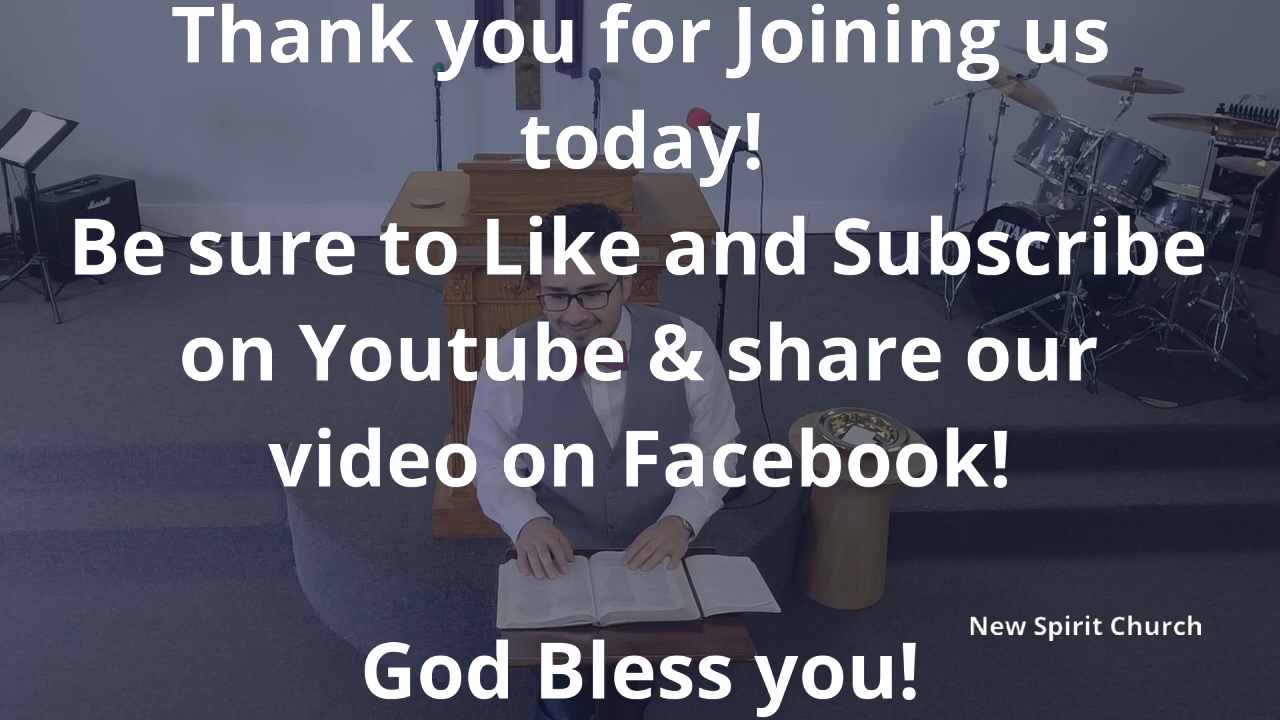 Thank you for Joining us
today!
Be sure to Like and Subscribe
on Youtube & share our
video on Facebook!
New Spirit Church
God Bless you!